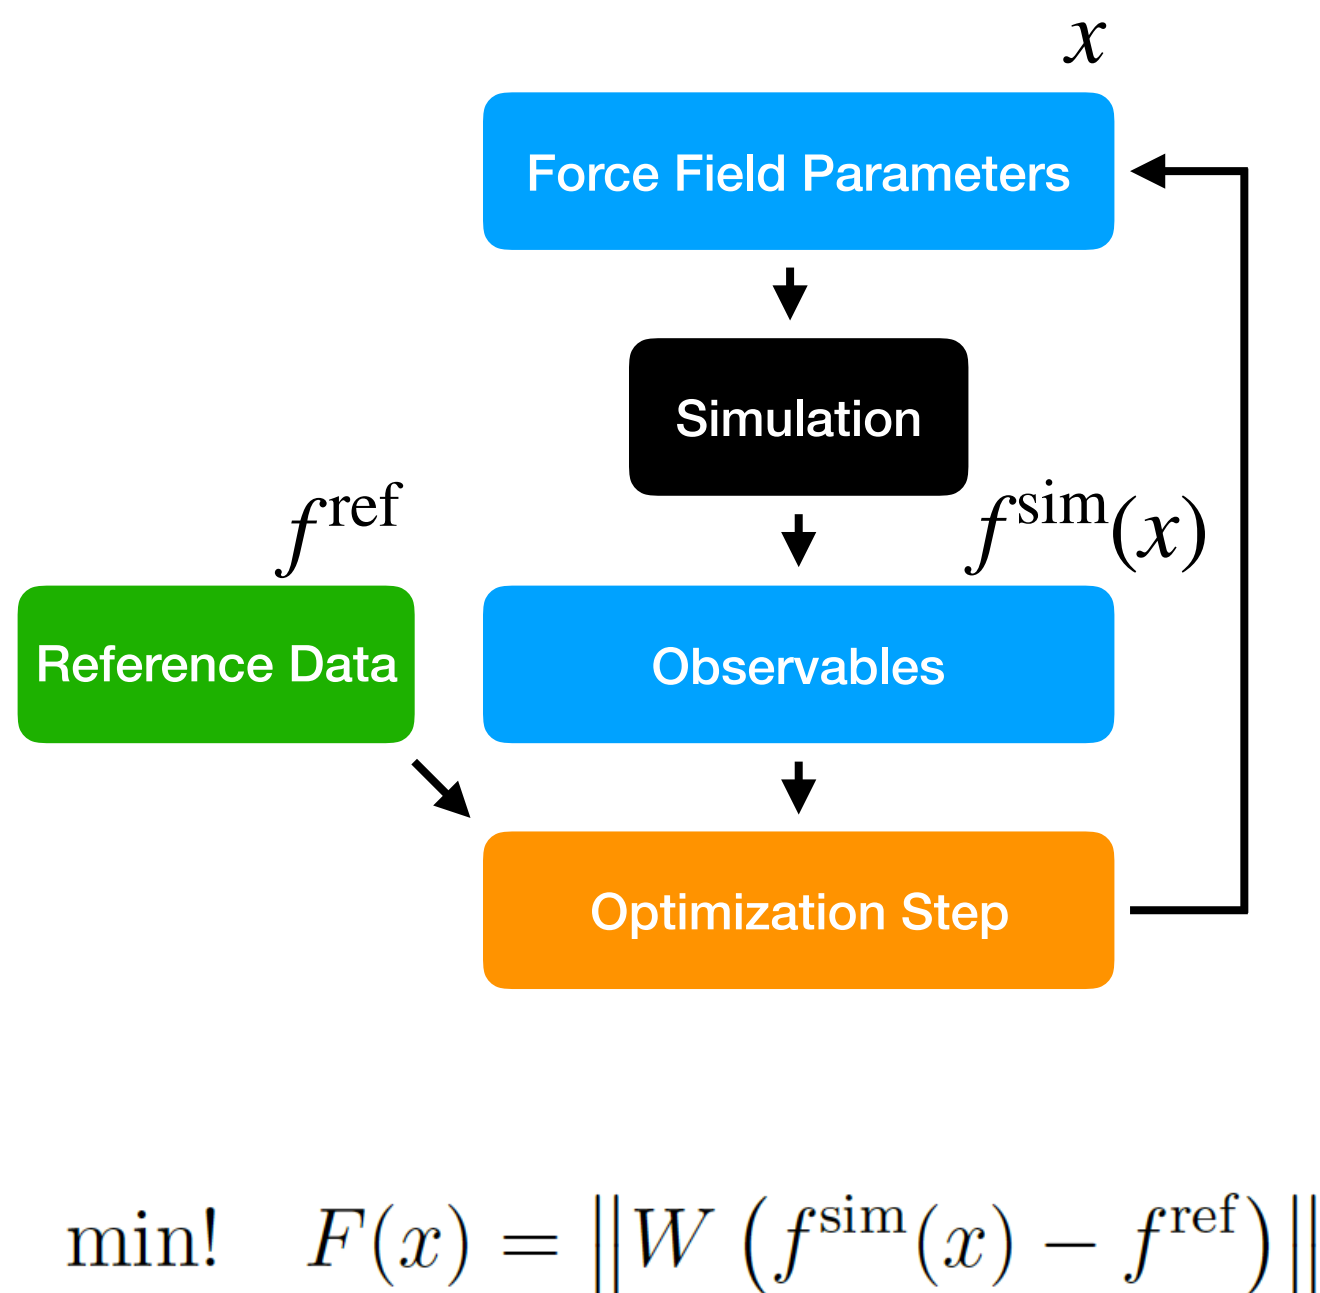 x
Force Field Parameters
Simulation
f^ref
f^sim(x)
Reference Data
Observables
Optimization Step
min! F(x) = ||W (f^sim(x) − f^ref)||